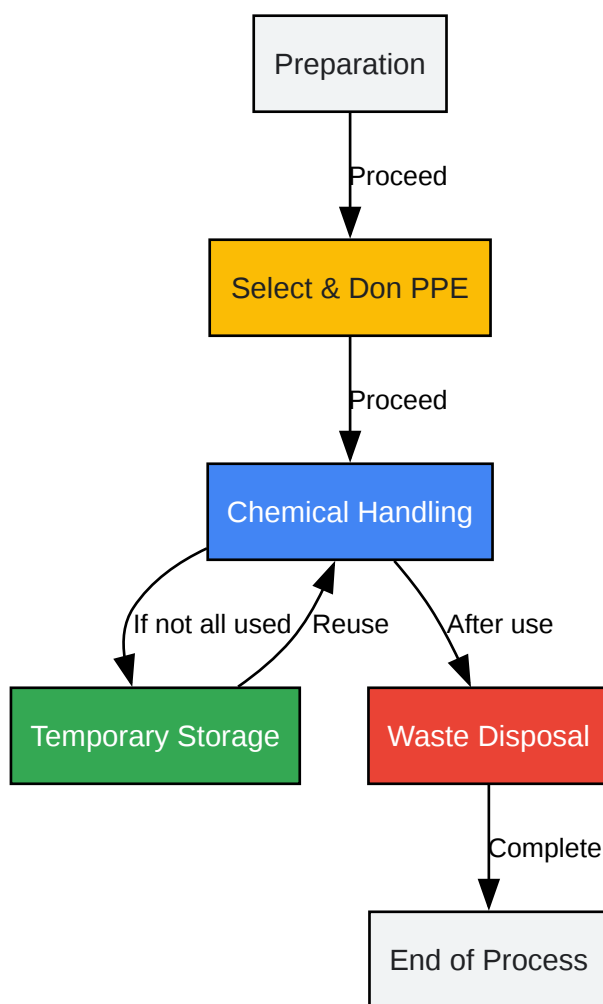 Preparation
Proceed
Select & Don PPE
Proceed
Chemical Handling
If not all used
Reuse
After use
Temporary Storage
Waste Disposal
Complete
End of Process